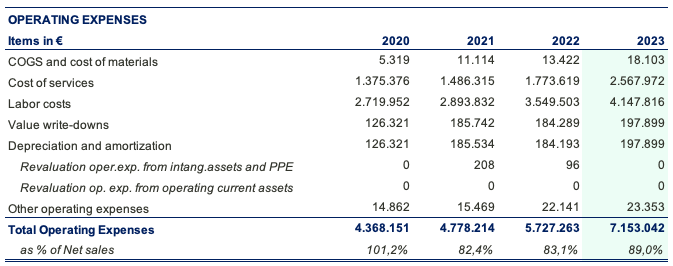 OPERATING EXPENSES
Items in € 2020 2021 2022 2023
COGS and cost of materials 5.319 11.114 13.422 18.103
Cost of services 1.375.376 1.486.315 1.773.619 2.567.972
Labor costs 2.719.952 2.893.832 3.549.503 4.147.816
Value write-downs 126.321 185.742 184.289 197.899
Depreciation and amortization 126.321 185.534 184.193 197.899
Revaluation oper.exp. from intang.assets and PPE 0 208 96 0
Revaluation op. exp. from operating current assets 0 0 0 0
Other operating expenses 14.862 15.469 22.141 23.353
Total Operating Expenses 4.368.151 4.778.214 5.727.263 7.153.042
as % of Net sales 101,2% 82,4% 83,1% 89,0%